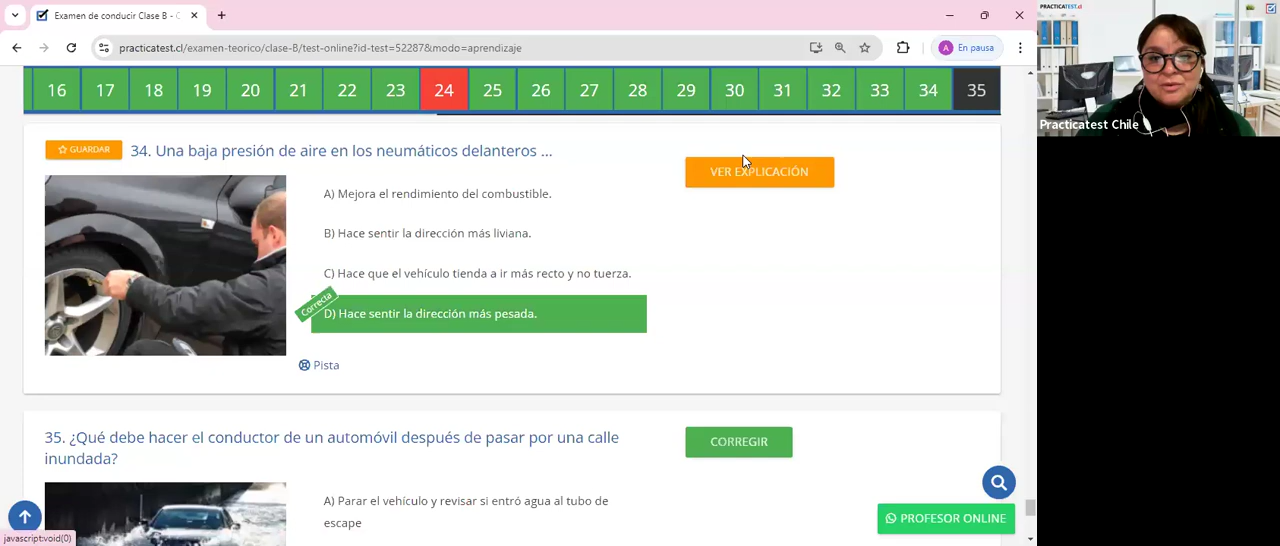 Examen de conducir Clase B - C
practicatest.cl/examen-teorico/clase-B/test-online?id-test=52287&modo=aprendizaje
A
En pausa
PRACTICATEST.cl
Practicatest Chile
16 17 18 19 20 21 22 23 24 25 26 27 28 29 30 31 32 33 34 35
GUARDAR
34. Una baja presión de aire en los neumáticos delanteros ...
VER EXPLICACIÓN
A) Mejora el rendimiento del combustible.
B) Hace sentir la dirección más liviana.
C) Hace que el vehículo tienda a ir más recto y no tuerza.
Correcta
D) Hace sentir la dirección más pesada.
Pista
35. ¿Qué debe hacer el conductor de un automóvil después de pasar por una calle
inundada?
CORREGIR
A) Parar el vehículo y revisar si entró agua al tubo de
escape
PROFESOR ONLINE
javascript:void(0)